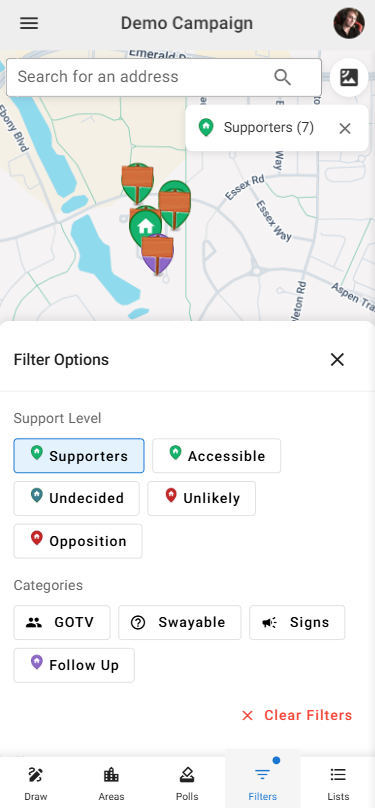 Demo Campaign
Emerald D
Search for an address
Ebony Blvd
Supporters (7)
Way
Essex Rd
Essex Way
leton Rd
Aspen Tra
Filter Options
Support Level
Supporters
Accessible
Undecided
Unlikely
Opposition
Categories
GOTV
Swayable
Signs
Follow Up
Clear Filters
Draw
Areas
Polls
Filters
Lists